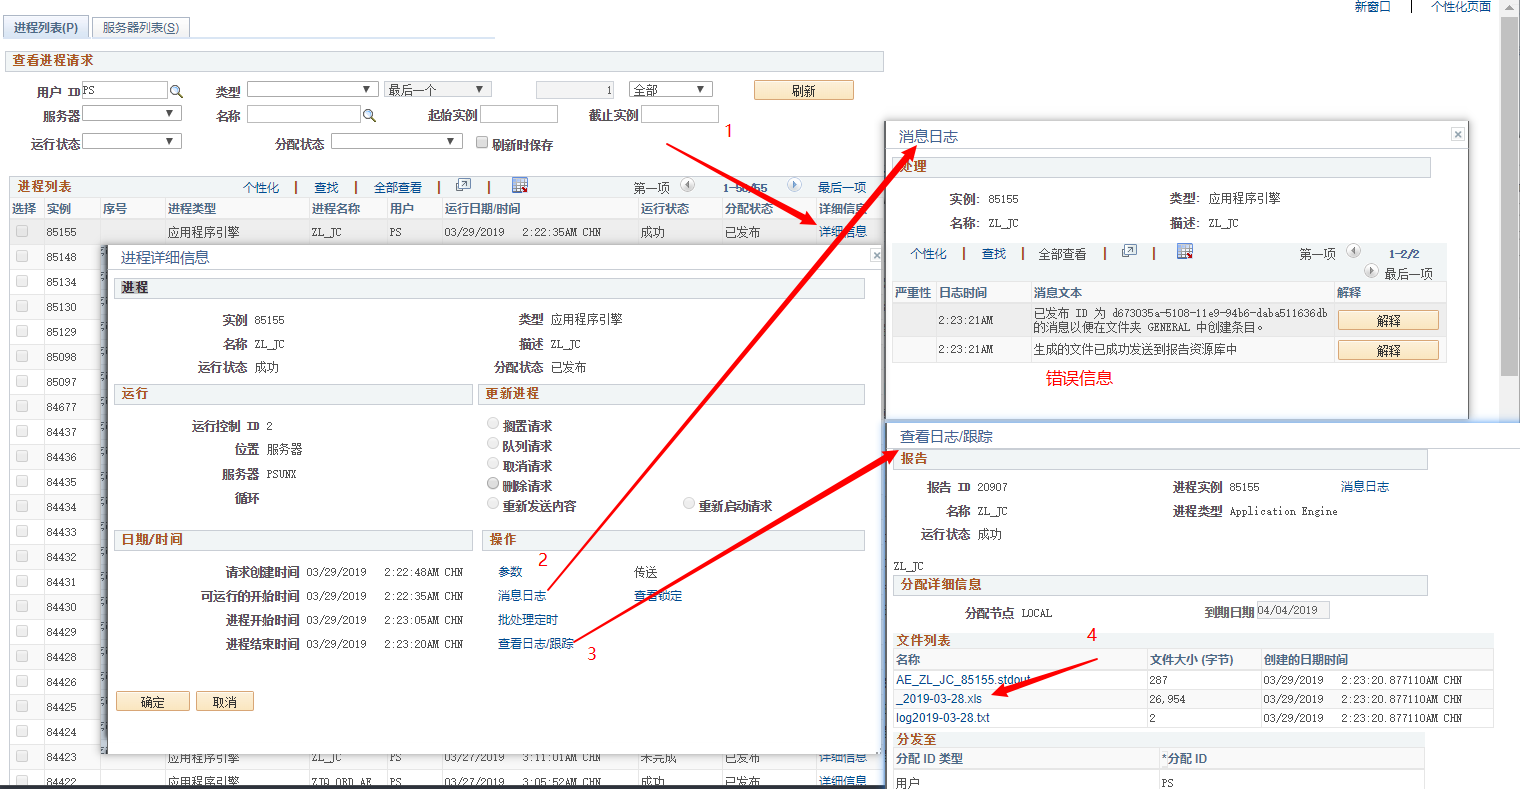 新窗口 | 个性化页面
进程列表(P) 服务器列表(S)
查看进程请求
用户 ID PS 类型 最后一个 1 全部 刷新
服务器 名称 起始实例 截止实例
运行状态 分配状态 刷新时保存
1
进程列表 个性化 | 查找 | 全部查看 | | 第一项 1-50/55 最后一项
选择 实例 序号 进程类型 进程名称 用户 运行日期/时间 运行状态 分配状态 详细信息
85155 应用程序引擎 ZL_JC PS 03/29/2019 2:22:35AM CHN 成功 已发布 详细信息
85148
85134
85130
85129
85098
85097
84677
84437
84436
84435
84434
84433
84432
84431
84430
84429
84428
84426
84425
84424
84423 应用程序引擎 ZL_JC PS 03/27/2019 3:11:01AM CHN 未完成 已发布 详细信息
84422 应用程序引擎 ZJQ_ORD_AE PS 03/27/2019 3:05:52AM CHN 成功 已发布 详细信息
进程详细信息
进程
实例 85155 类型 应用程序引擎
名称 ZL_JC 描述 ZL_JC
运行状态 成功 分配状态 已发布
运行
运行控制 ID 2
位置 服务器
服务器 PSUNX
循环
更新进程
搁置请求
队列请求
取消请求
删除请求
重新发送内容 重新启动请求
日期/时间
请求创建时间 03/29/2019 2:22:48AM CHN
可运行的开始时间 03/29/2019 2:22:35AM CHN
进程开始时间 03/29/2019 2:23:05AM CHN
进程结束时间 03/29/2019 2:23:20AM CHN
操作
2
参数 传送
消息日志 查看锁定
批处理定时
查看日志/跟踪
3
确定 取消
消息日志
处理
实例: 85155 类型: 应用程序引擎
名称: ZL_JC 描述: ZL_JC
个性化 | 查找 | 全部查看 | | 第一项 1-2/2
最后一项
严重性 日志时间 消息文本 解释
2:23:21AM 已发布 ID 为 d673035a-5108-11e9-94b6-daba511636db
的消息以便在文件夹 GENERAL 中创建条目。 解释
2:23:21AM 生成的文件已成功发送到报告资源库中 解释
错误信息
查看日志/跟踪
报告
报告 ID 20907 进程实例 85155 消息日志
名称 ZL_JC 进程类型 Application Engine
运行状态 成功
ZL_JC
分配详细信息
分配节点 LOCAL 到期日期 04/04/2019
4
文件列表
名称 文件大小 (字节) 创建的日期时间
AE_ZL_JC_85155.stdout 287 03/29/2019 2:23:20.877110AM CHN
_2019-03-28.xls 26,954 03/29/2019 2:23:20.877110AM CHN
log2019-03-28.txt 2 03/29/2019 2:23:20.877110AM CHN
分发至
分配 ID 类型 *分配 ID
用户 PS